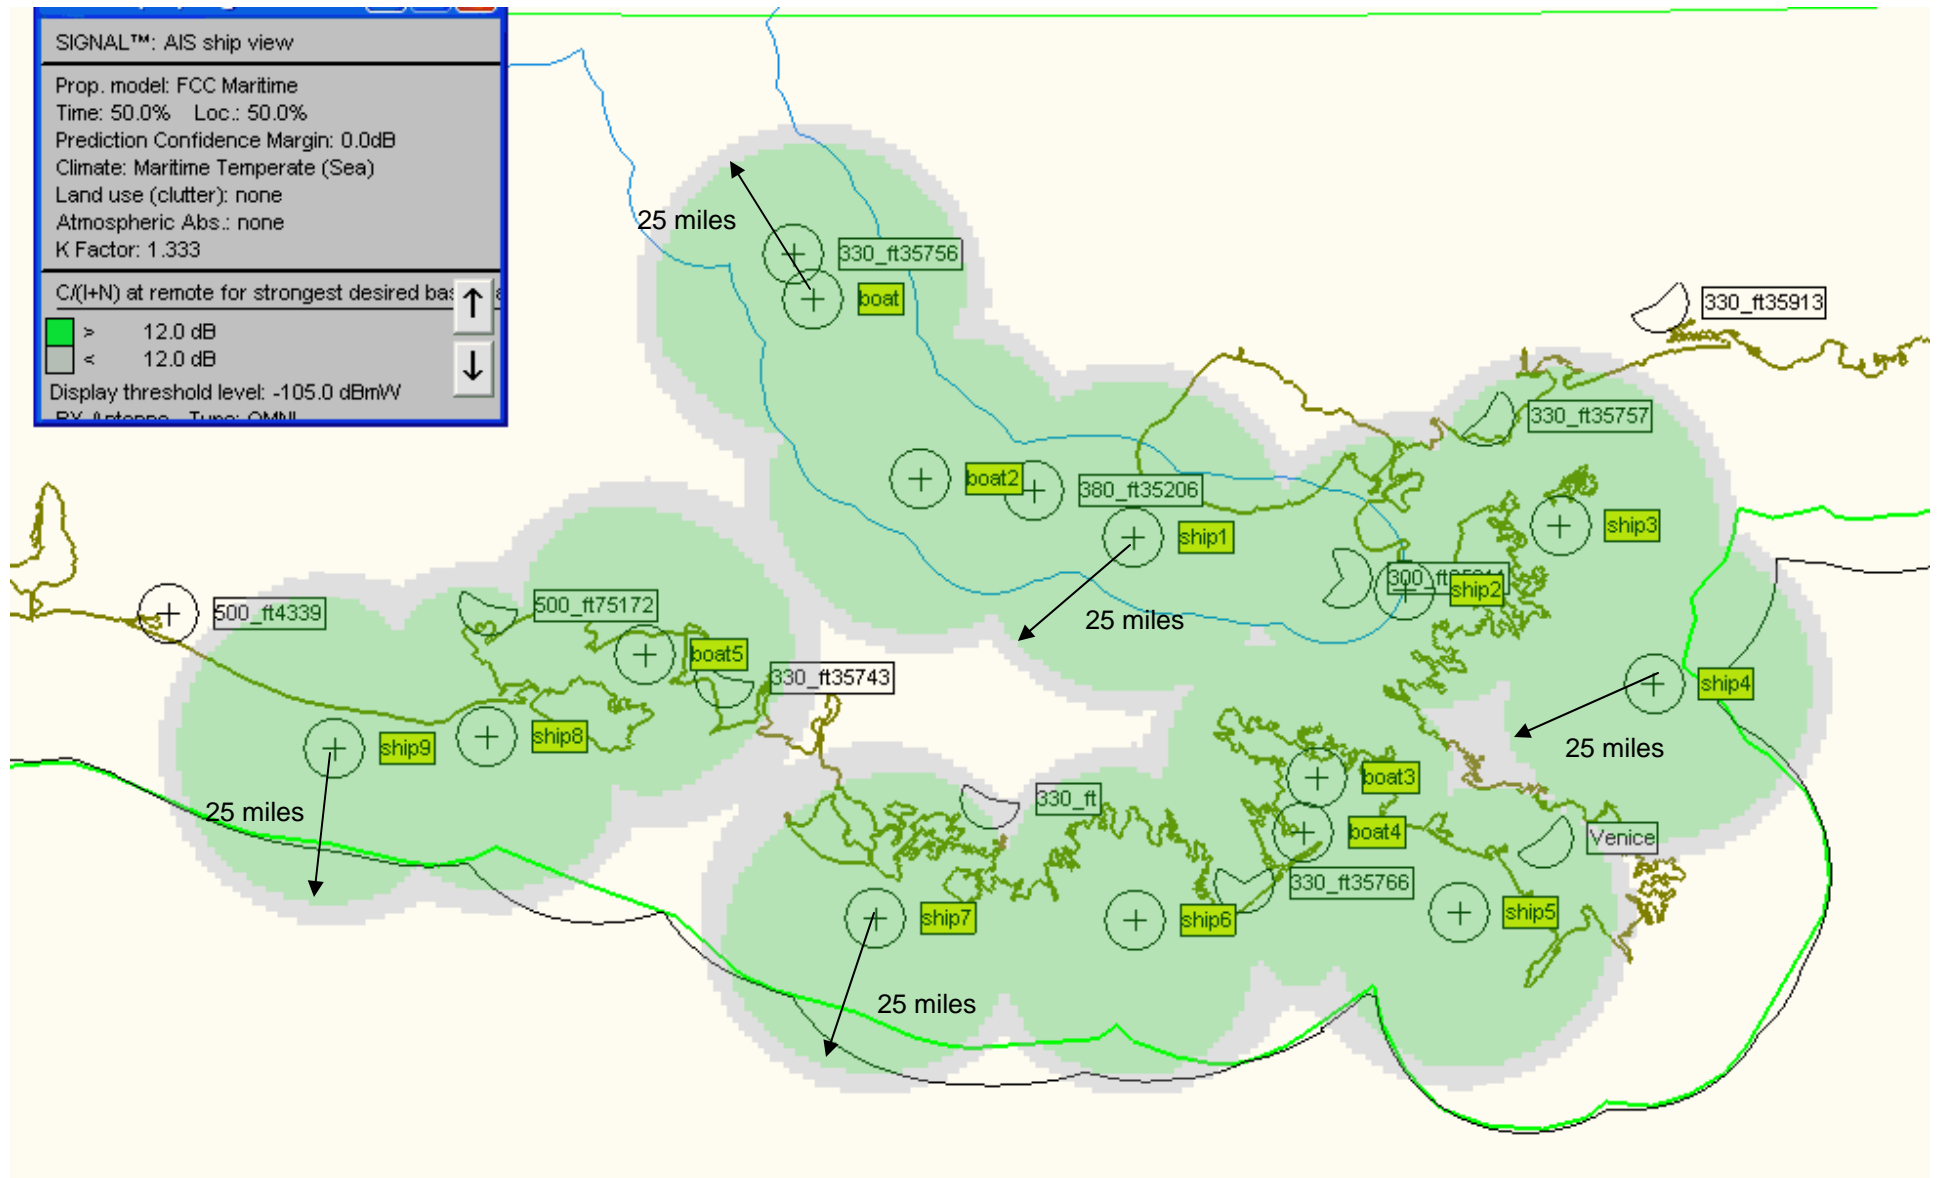 SIGNAL™: AIS ship view
Prop. model: FCC Maritime
Time: 50.0% Loc.: 50.0%
Prediction Confidence Margin: 0.0dB
Climate: Maritime Temperate (Sea)
Land use (clutter): none
Atmospheric Abs.: none
K Factor: 1.333
C/(I+N) at remote for strongest desired
> 12.0 dB
< 12.0 dB
Display threshold level: -105.0 dBmW
25 miles
330_ft35756
boat
330_ft35913
330_ft35757
boat2
380_ft35206
ship1
ship3
ship2
25 miles
500_ft4339
500_ft75172
boat5
330_ft35743
ship4
25 miles
ship9
ship8
25 miles
330_ft
boat3
boat4
Venice
330_ft35766
ship7
ship6
ship5
25 miles